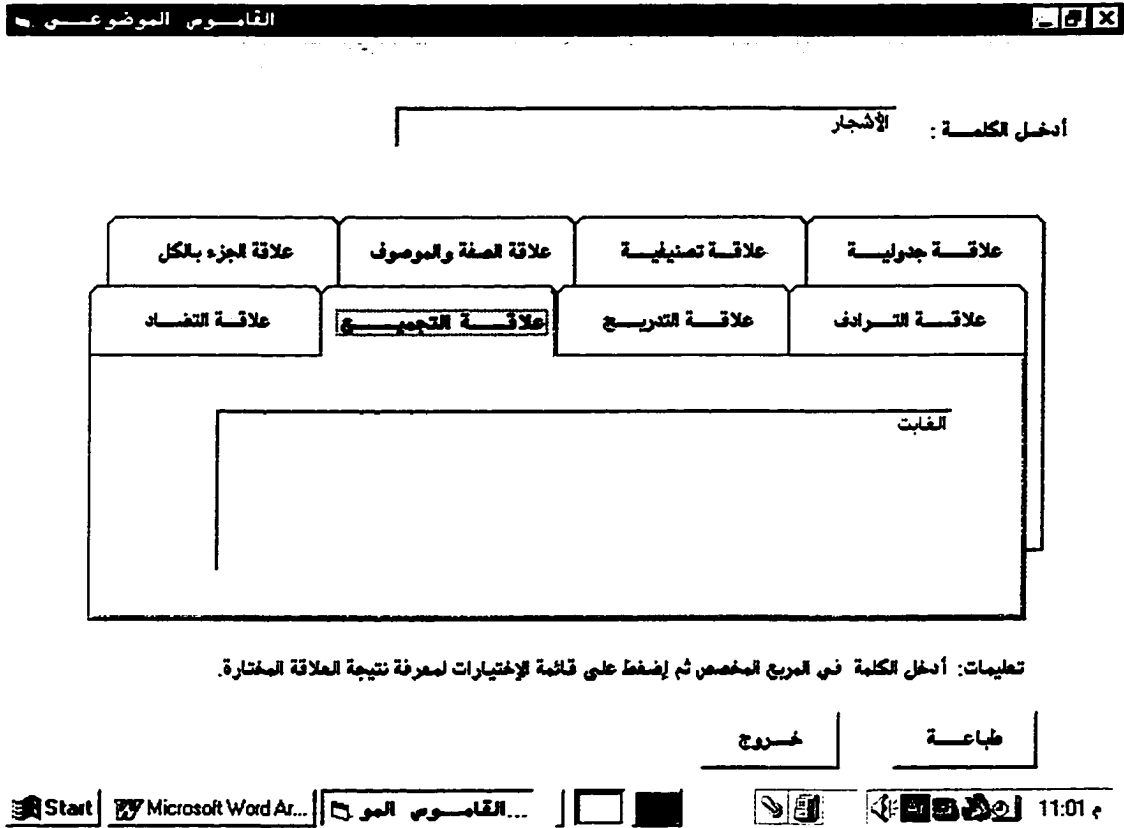 القاموس الموضوعي
أدخل الكلمة : الأشجار
علاقة جدولية علاقة تصنيفية علاقة الصفة والموصوف علاقة الجزء بالكل
علاقة الترادف علاقة التدريج علاقة التجميع علاقة التضاد
الغابت
تعليمات: أدخل الكلمة في المربع المخصص ثم إضغط على قائمة الإختيارات لمعرفة نتيجة العلاقة المختارة.
طباعة خروج
Start Microsoft Word Ar... القاموس المو... 11:01 م